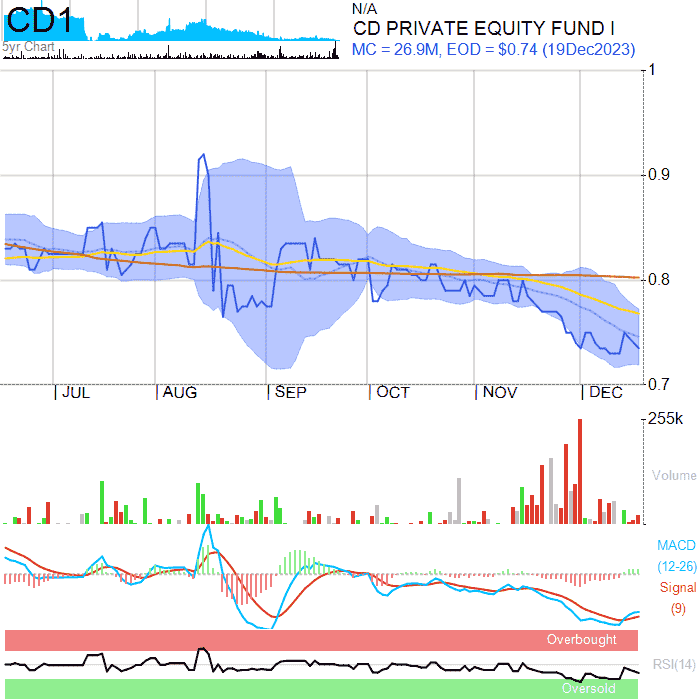 CD1
5yr Chart
N/A
CD PRIVATE EQUITY FUND I
MC = 26.9M, EOD = $0.74 (19Dec2023)
1
0.9
0.8
0.7
JUL AUG SEP OCT NOV DEC
255k
Volume
MACD
(12-26)
Signal
(9)
Overbought
RSI(14)
Oversold